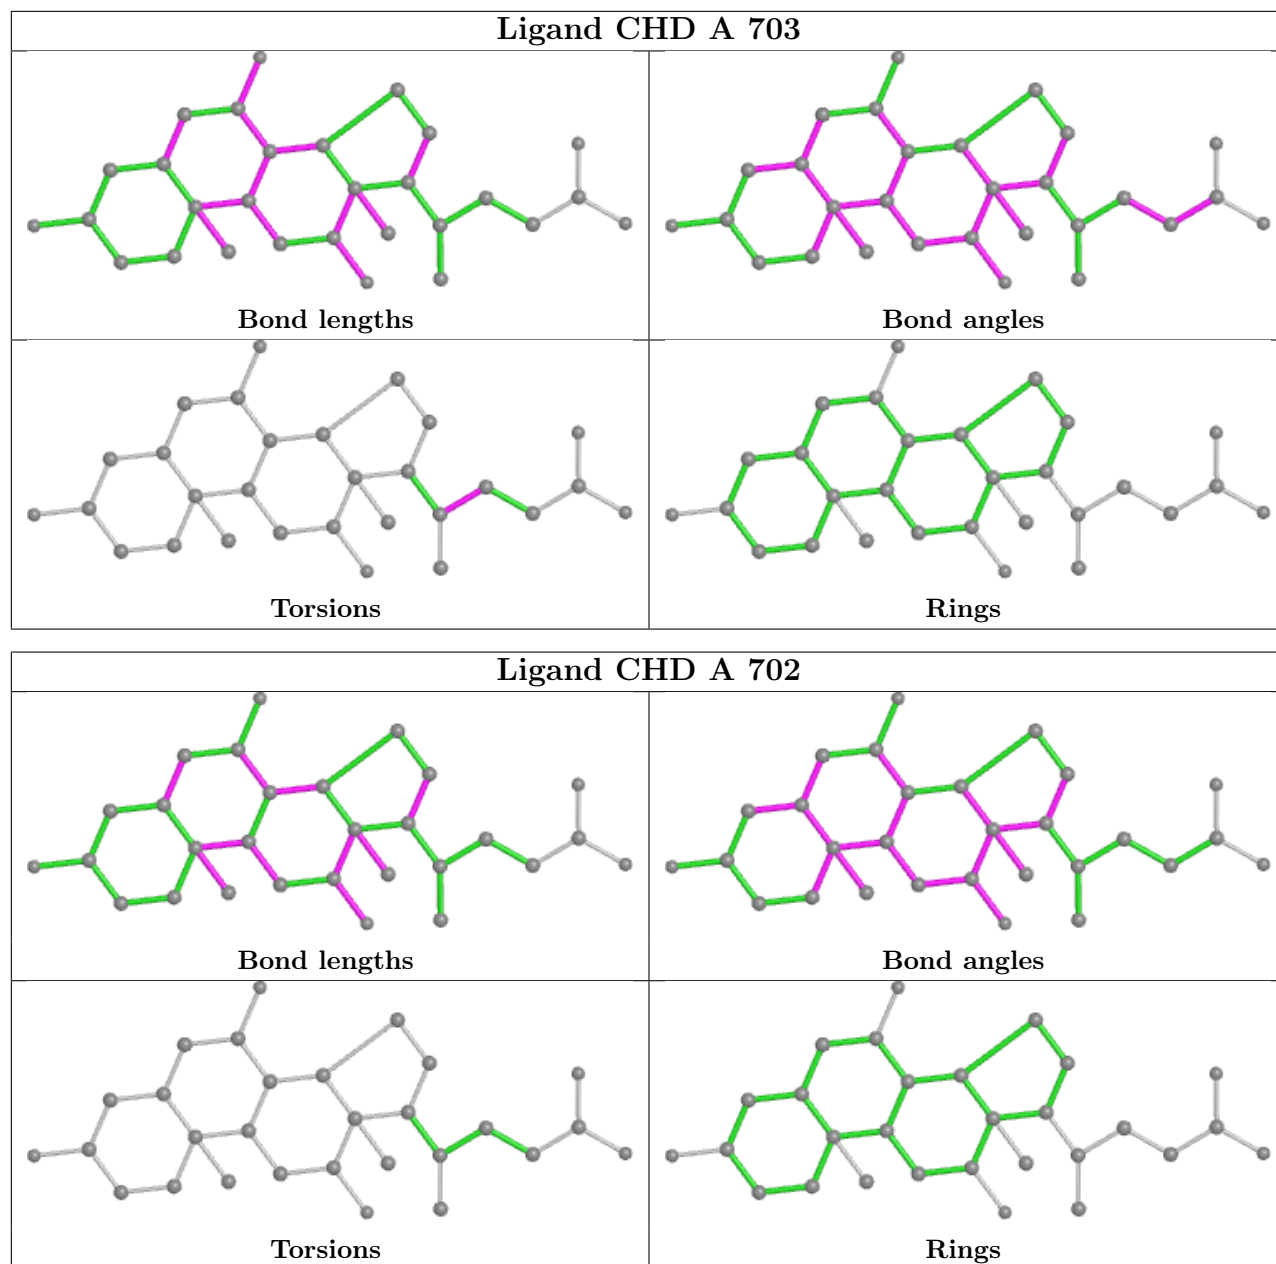 Ligand CHD A 703
Bond lengths
Bond angles
Torsions
Rings
Ligand CHD A 702
Bond lengths
Bond angles
Torsions
Rings